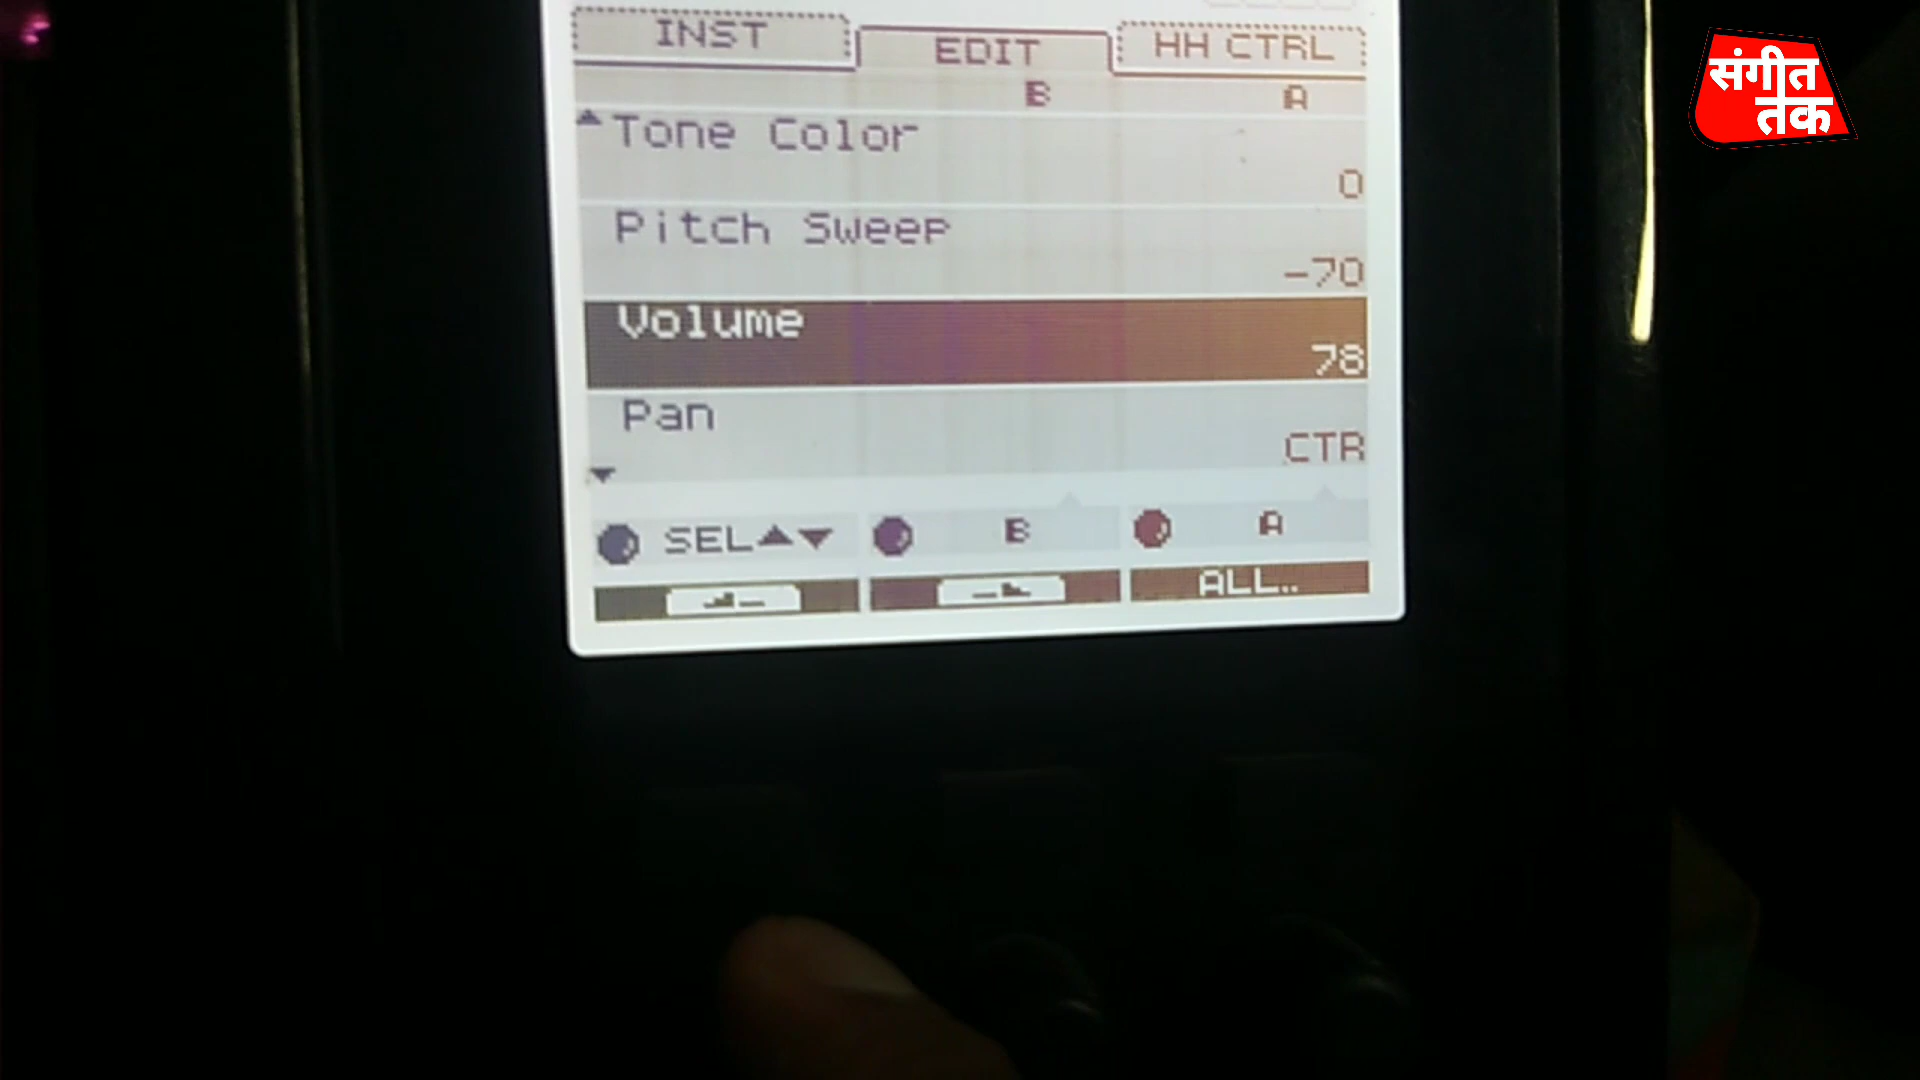 INST EDIT HH CTRL
B A
Tone Color
0
Pitch Sweep
-70
Volume
78
Pan
CTR
SEL▲▼ B A
ALL..
संगीत
तक